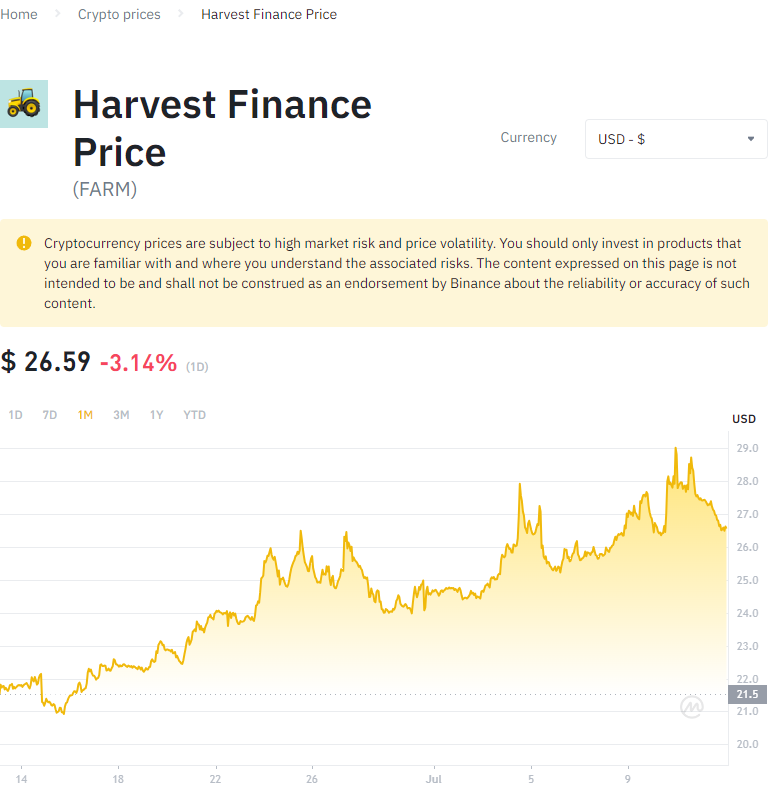 Home > Crypto prices > Harvest Finance Price
Harvest Finance
Price
(FARM)
Currency
USD - $
Cryptocurrency prices are subject to high market risk and price volatility. You should only invest in products that
you are familiar with and where you understand the associated risks. The content expressed on this page is not
intended to be and shall not be construed as an endorsement by Binance about the reliability or accuracy of such
content.
$ 26.59 -3.14% (1D)
1D 7D 1M 3M 1Y YTD
USD
29.0
28.0
27.0
26.0
25.0
24.0
23.0
22.0
21.5
21.0
20.0
14 18 22 26 Jul 5 9